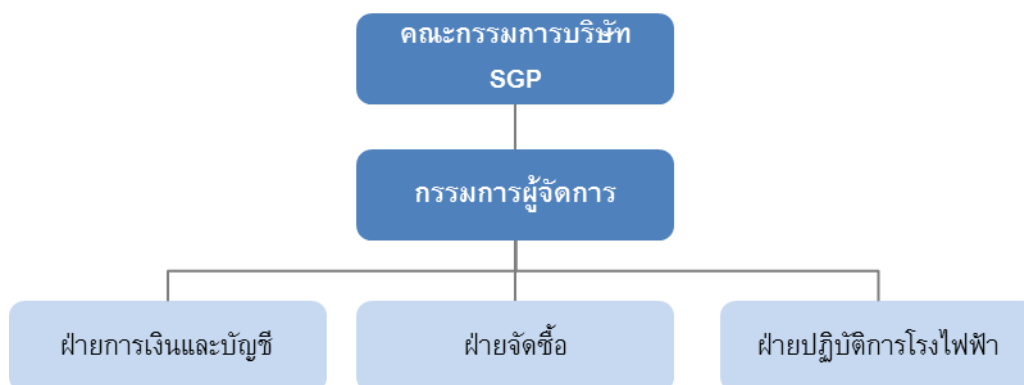 คณะกรรมการบริษัท
SGP
กรรมการผู้จัดการ
ฝ่ายการเงินและบัญชี
ฝ่ายจัดซื้อ
ฝ่ายปฏิบัติการโรงไฟฟ้า